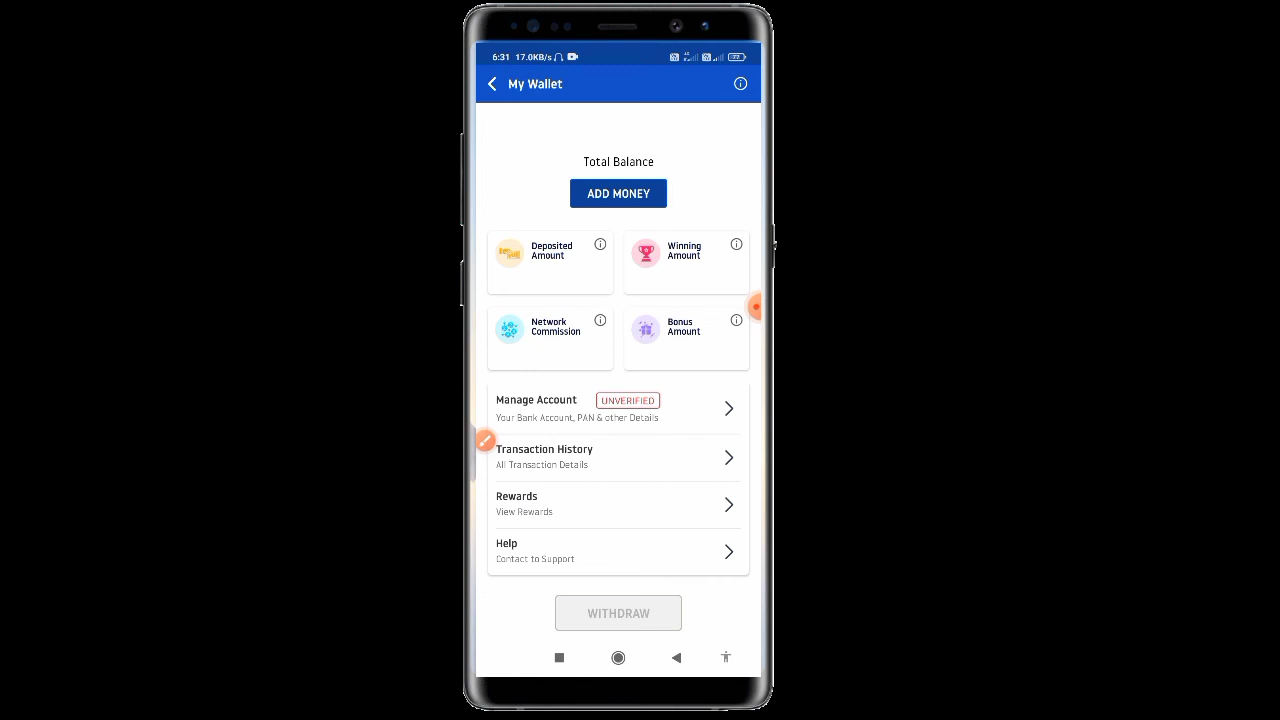 6:31 17.0KB/s
My Wallet
Total Balance
ADD MONEY
Deposited
Amount
Winning
Amount
Network
Commission
Bonus
Amount
Manage Account UNVERIFIED
Your Bank Account, PAN & other Details
Transaction History
All Transaction Details
Rewards
View Rewards
Help
Contact to Support
WITHDRAW